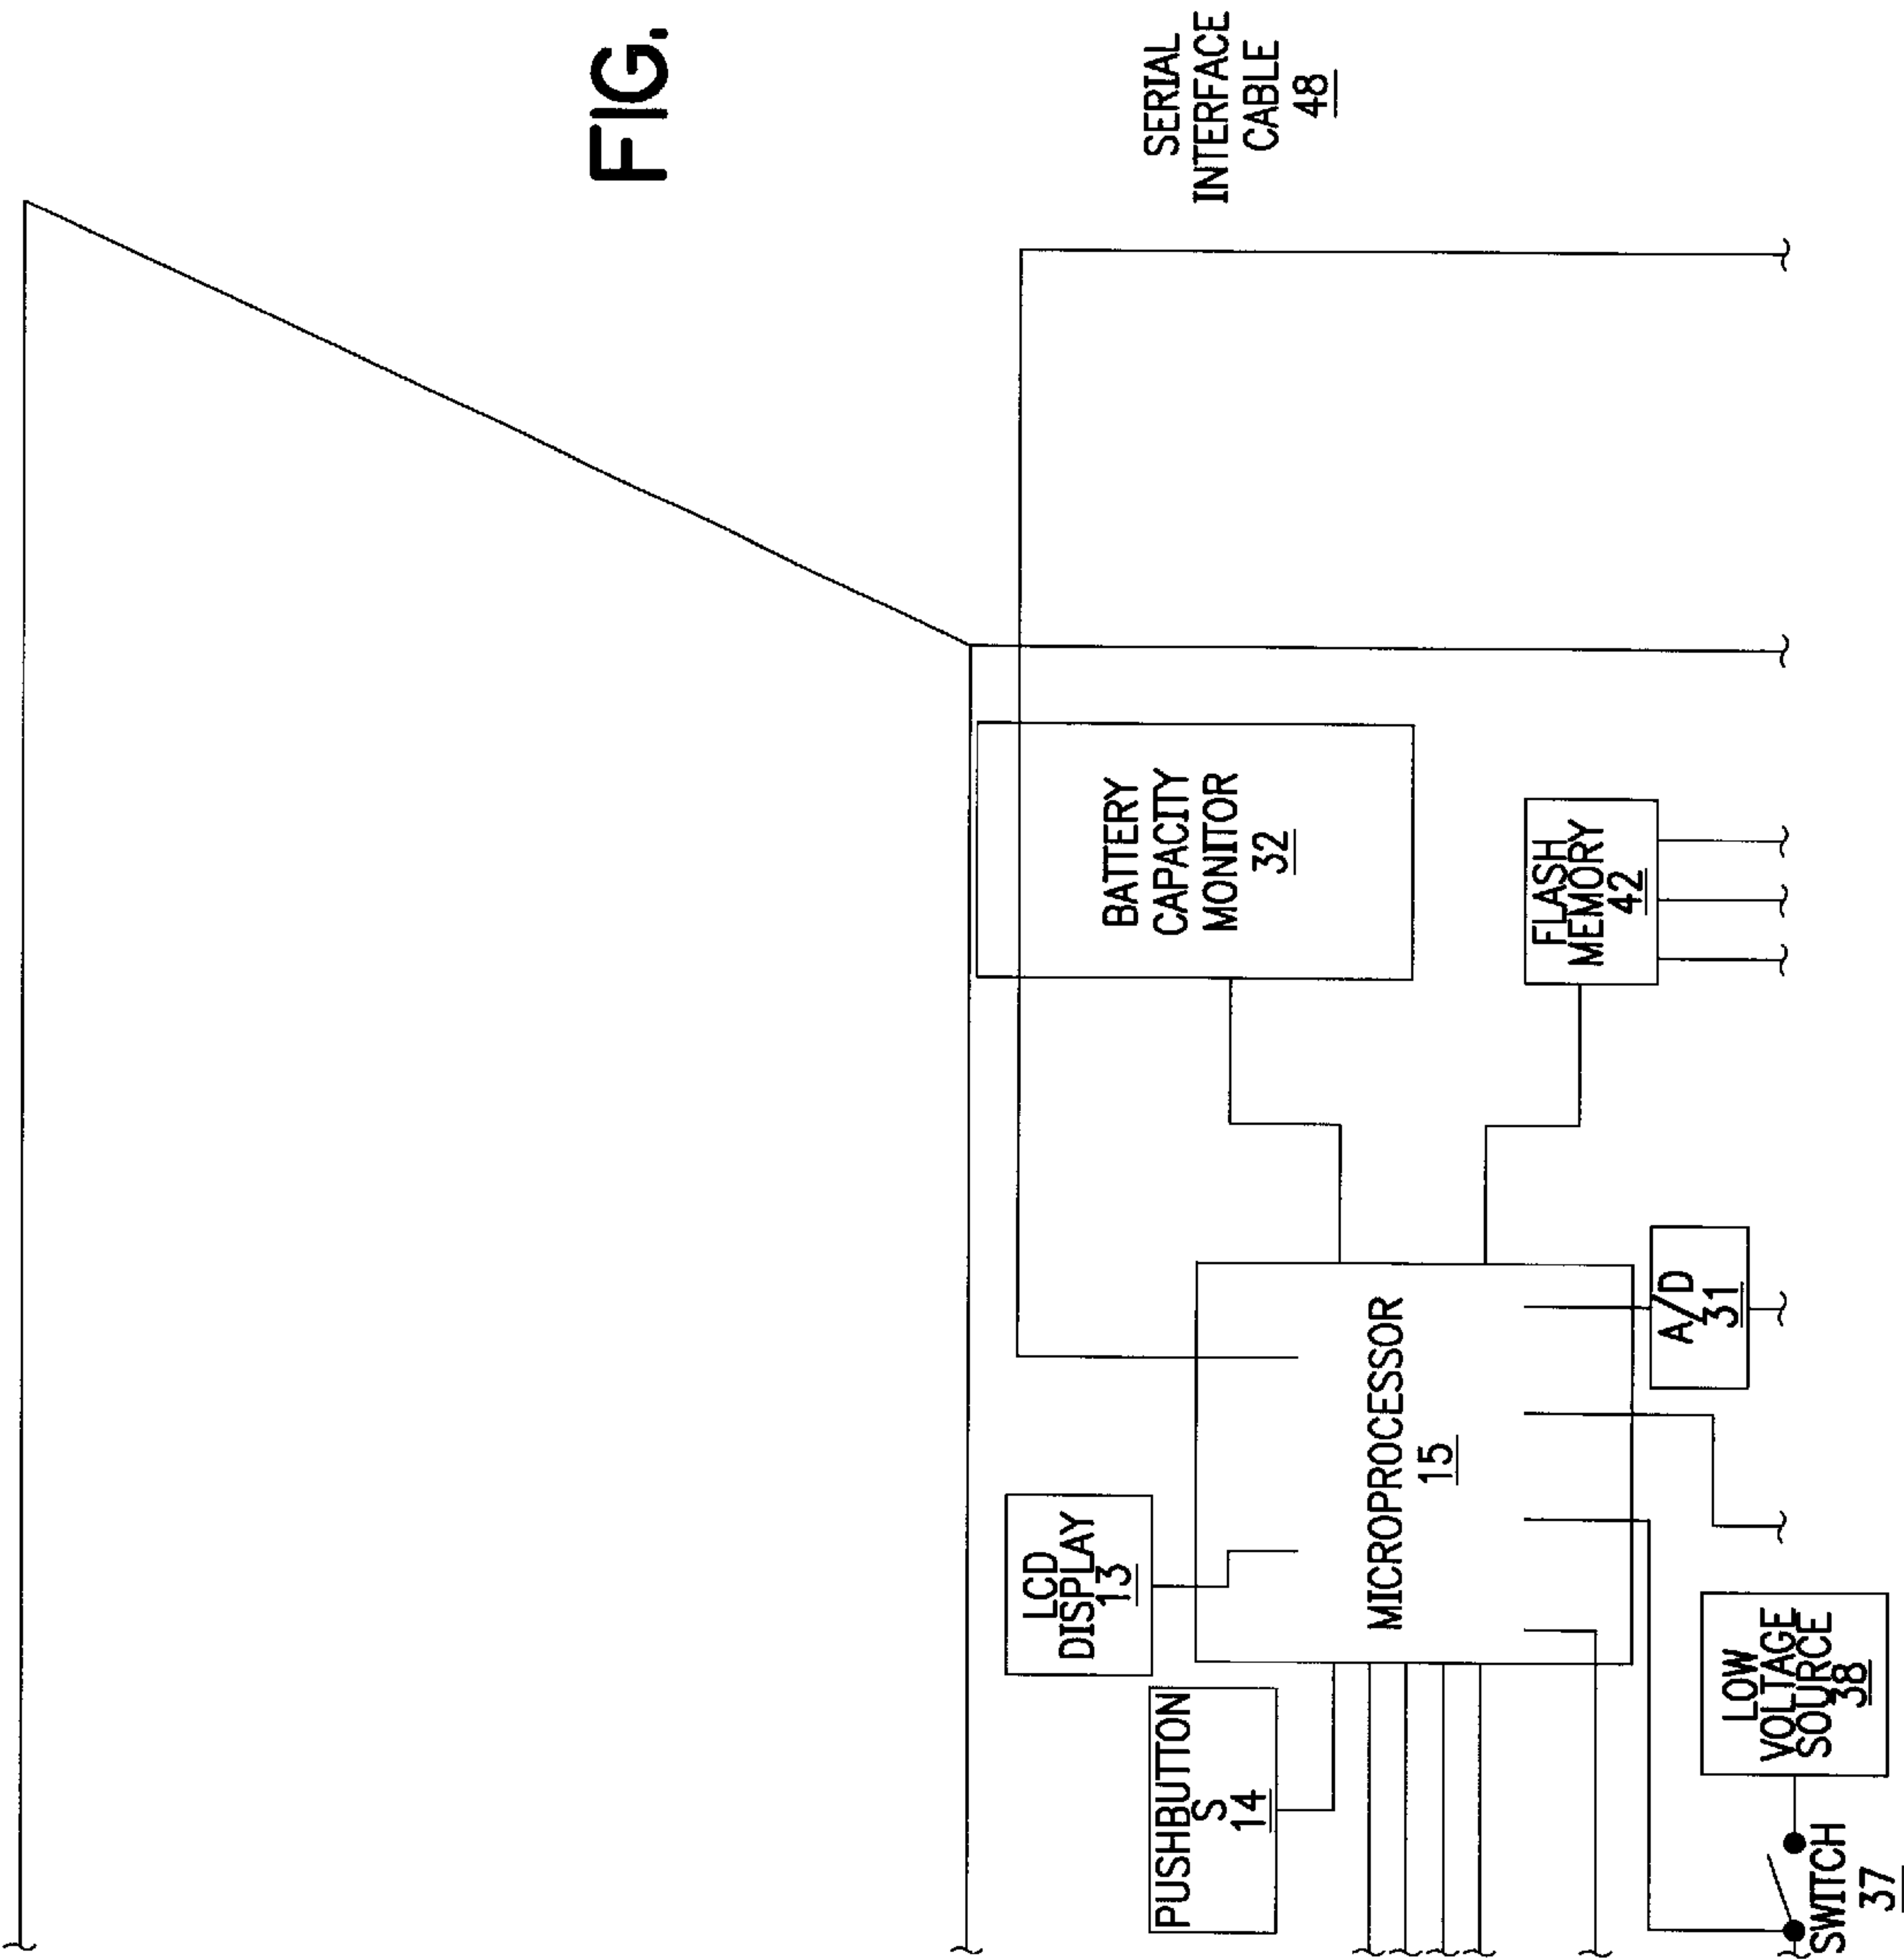 FIG.
SERIAL
INTERFACE
CABLE
48
BATTERY
CAPACITY
MONITOR
32
FLASH
MEMORY
42
LCD
DISPLAY
13
MICROPROCESSOR
15
A/D
31
PUSHBUTTON
S
14
LOW
VOLTAGE
SOURCE
38
SWITCH
37